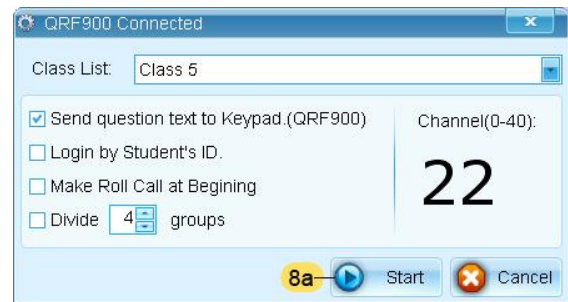 QRF900 Connected
Class List: Class 5
Send question text to Keypad.(QRF900)
Login by Student's ID.
Make Roll Call at Begining
Divide 4 groups
Channel(0-40):
22
8a Start Cancel